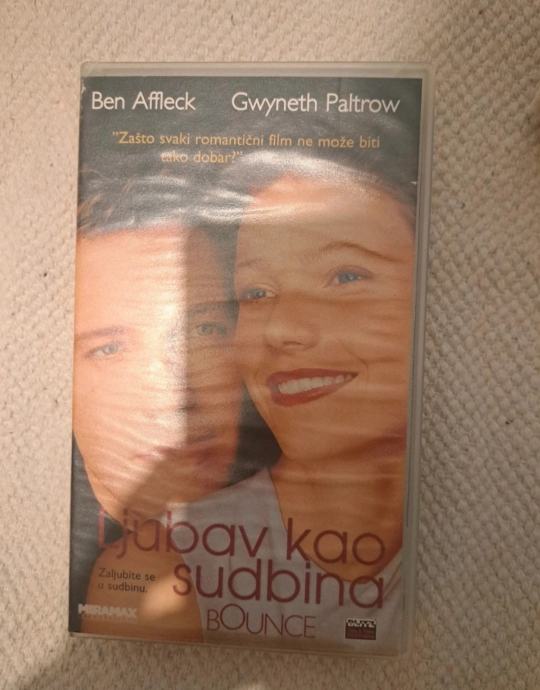 Ben Affleck Gwyneth Paltrow
"Zašto svaki romantični film ne može biti
tako dobar?"
Ljubav kao
Zaljubite se
u sudbinu.
sudbina
MIRAMAX
BOUNCE